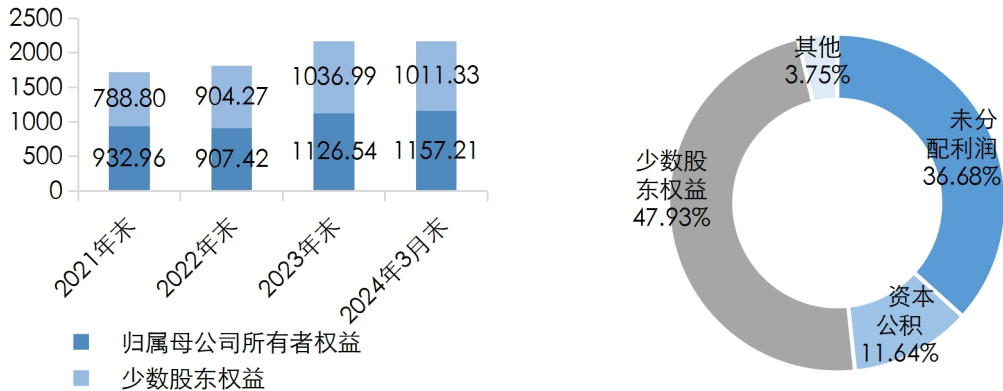 2500
2000
1500
1000
500
0
788.80
904.27
1036.99
1011.33
932.96
907.42
1126.54
1157.21
2021年末
2022年末
2023年末
2024年3月末
归属母公司所有者权益
少数股东权益
其他
3.75%
未分
配利润
36.68%
少数股
东权益
47.93%
资本
公积
11.64%